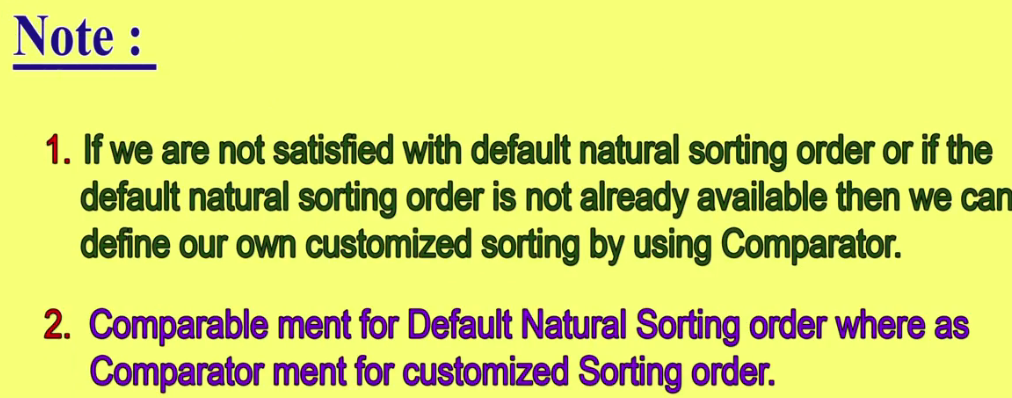 Note :
1. If we are not satisfied with default natural sorting order or if the
default natural sorting order is not already available then we can
define our own customized sorting by using Comparator.
2. Comparable ment for Default Natural Sorting order where as
Comparator ment for customized Sorting order.